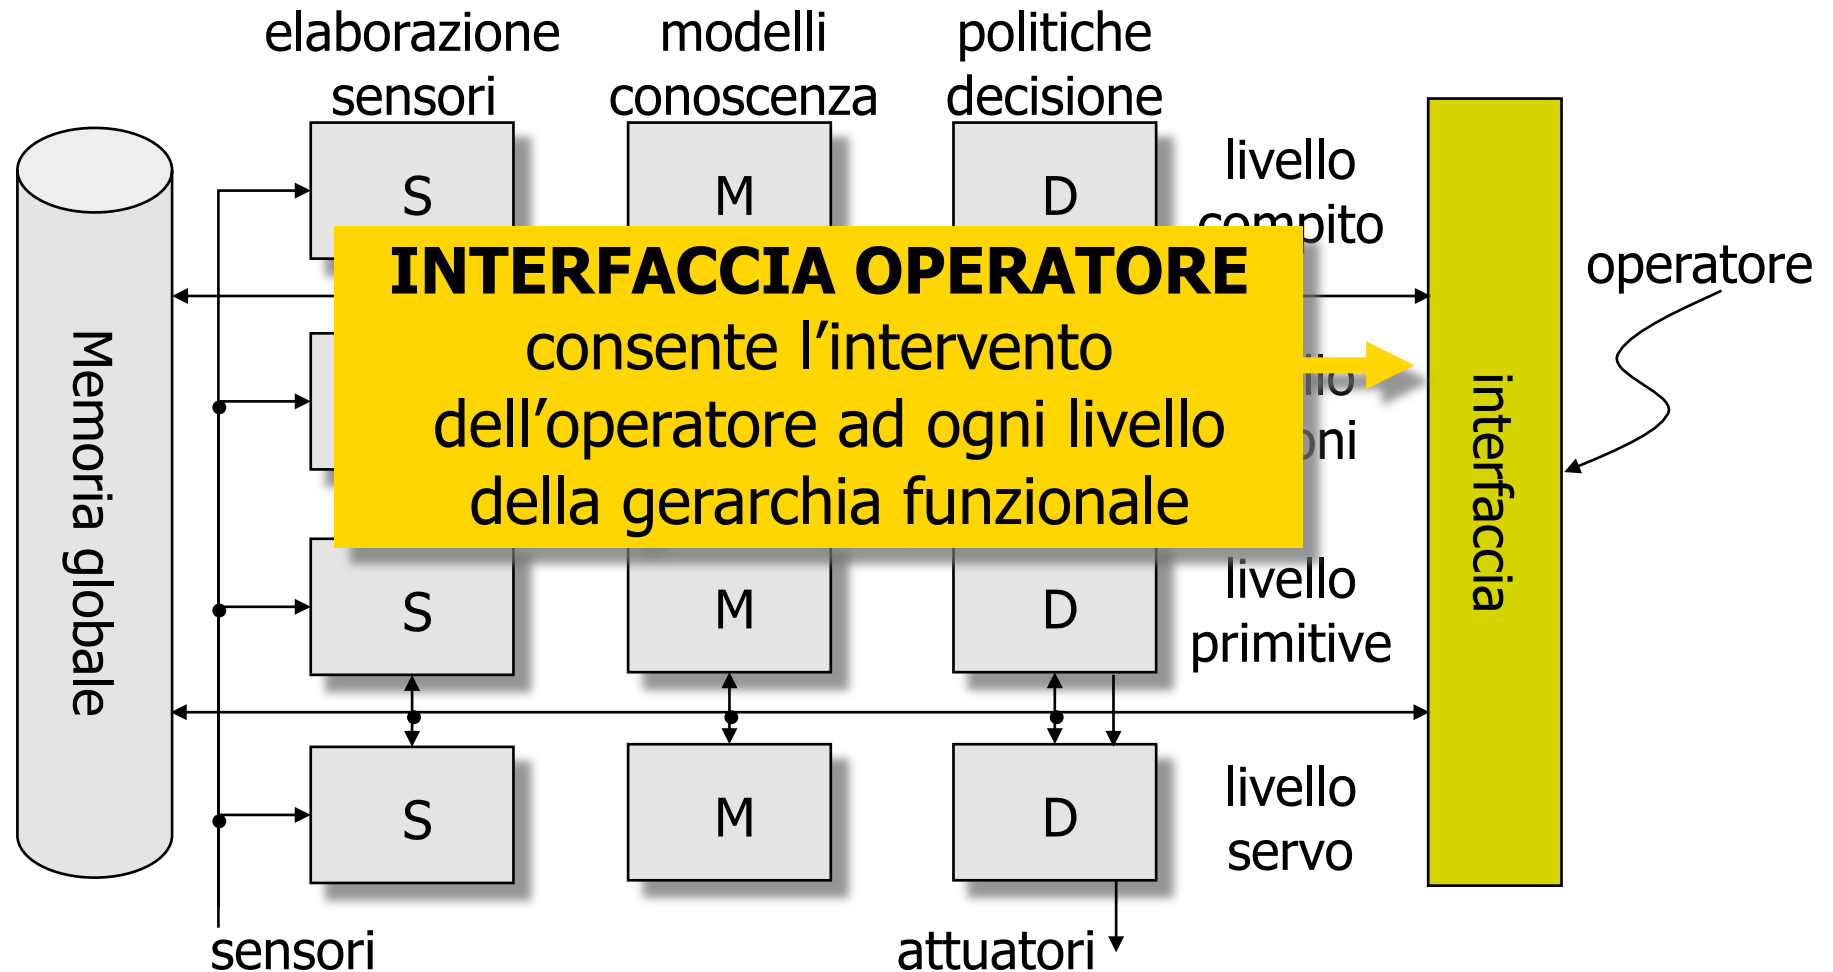 elaborazione
sensori
modelli
conoscenza
politiche
decisione
S
M
D
livello
compito
INTERFACCIA OPERATORE
consente l’intervento
dell’operatore ad ogni livello
della gerarchia funzionale
operatore
Memoria globale
interfaccia
S
M
D
livello
primitive
S
M
D
livello
servo
sensori
attuatori